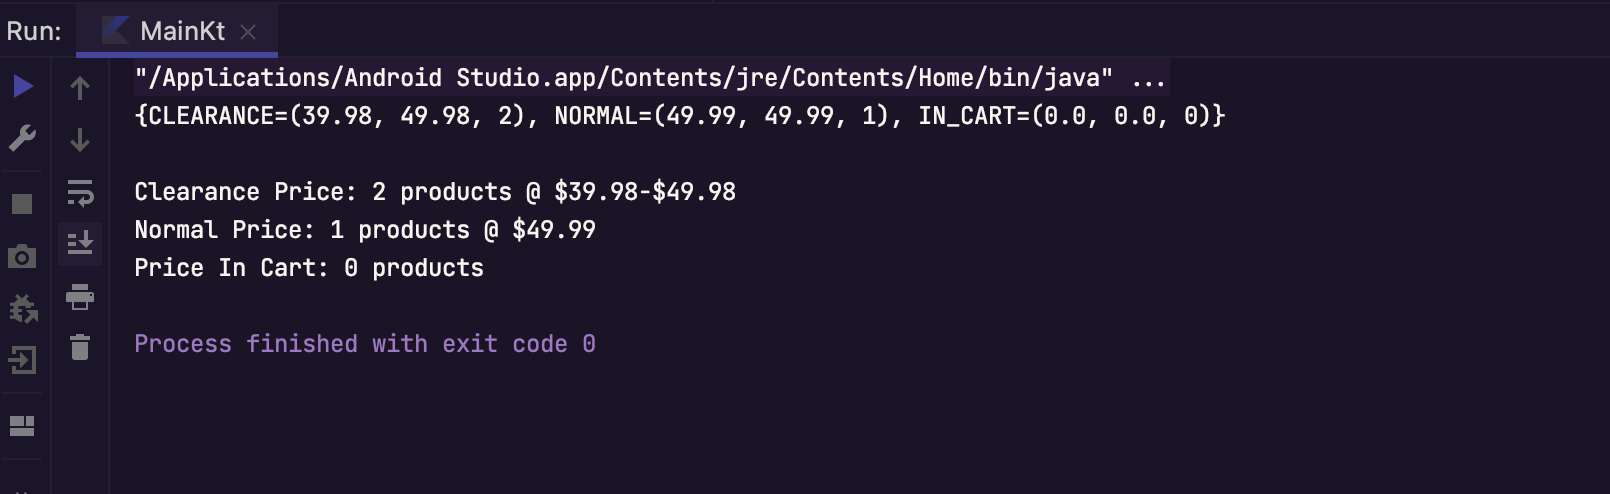 Run: MainKt
"/Applications/Android Studio.app/Contents/jre/Contents/Home/bin/java" ...
{CLEARANCE=(39.98, 49.98, 2), NORMAL=(49.99, 49.99, 1), IN_CART=(0.0, 0.0, 0)}
Clearance Price: 2 products @ $39.98-$49.98
Normal Price: 1 products @ $49.99
Price In Cart: 0 products
Process finished with exit code 0